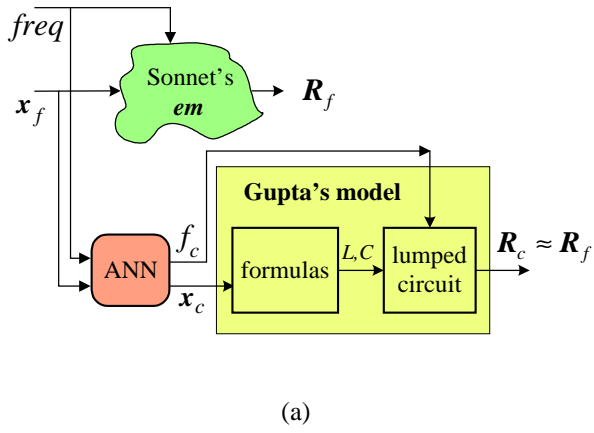 freq
x_f
Sonnet's
em
R_f
Gupta's model
f_c
ANN
x_c
formulas
L,C
lumped
circuit
R_c ≈ R_f
(a)